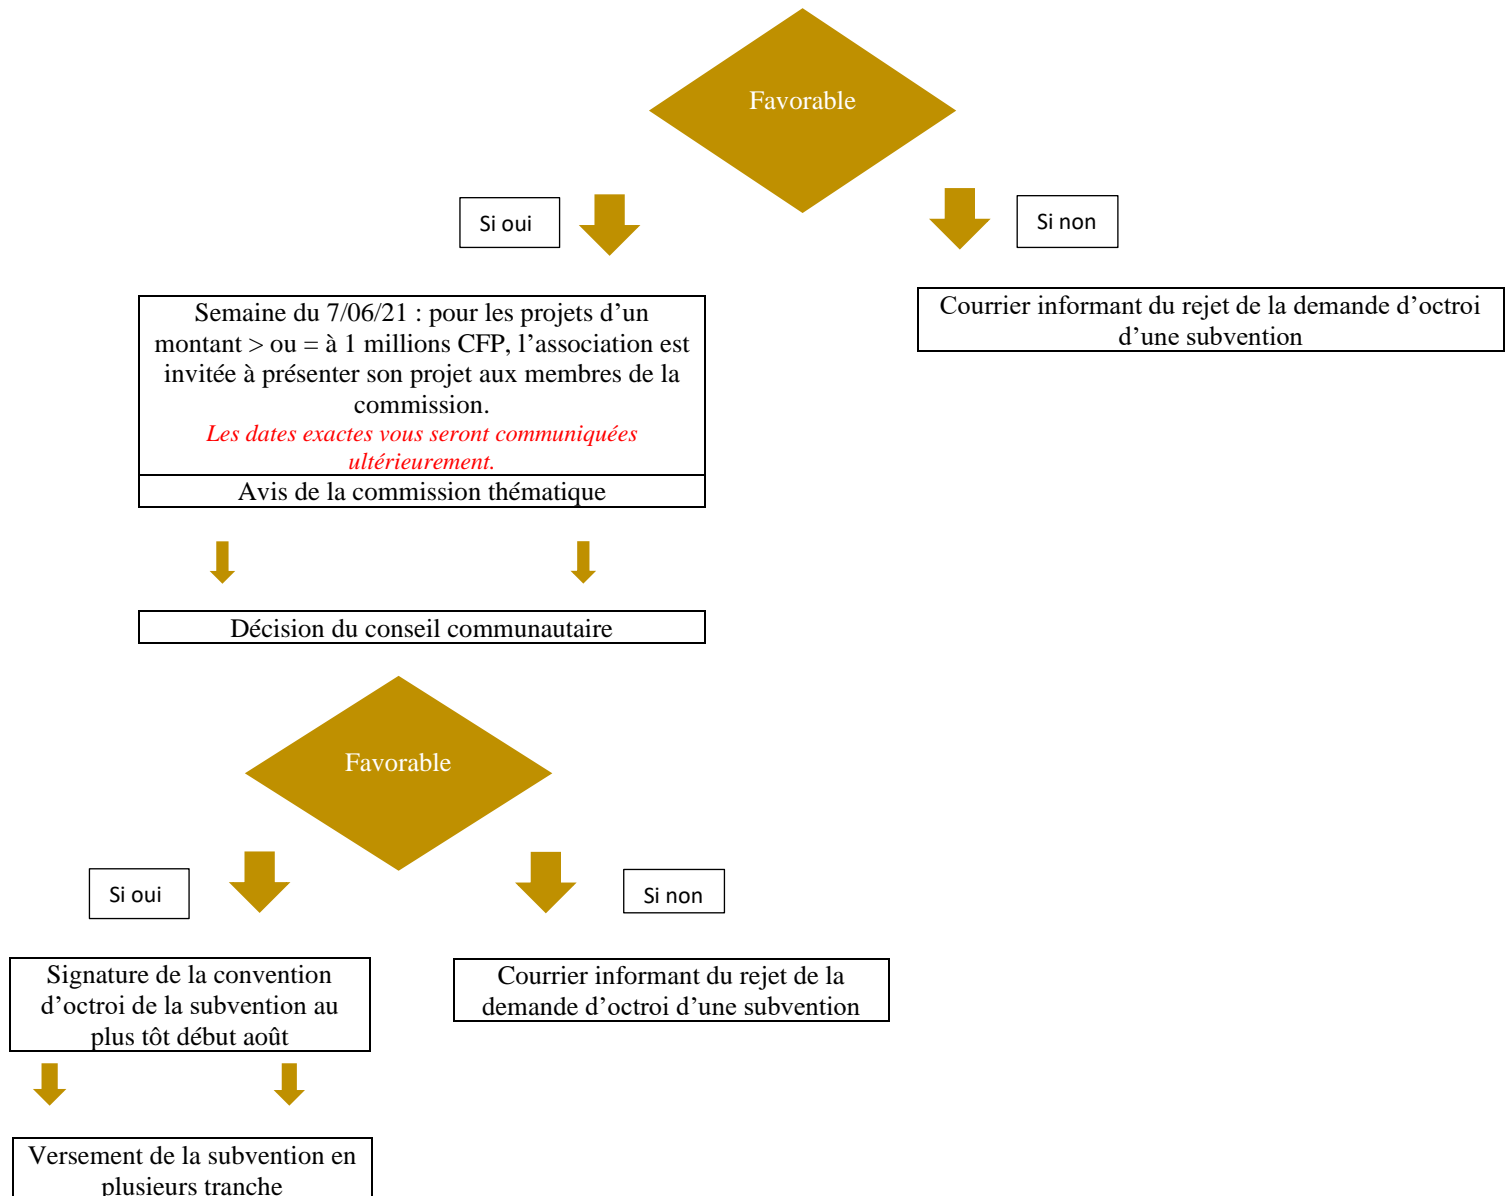 Favorable
Si oui
Si non
Semaine du 7/06/21 : pour les projets d’un
montant > ou = à 1 millions CFP, l’association est
invitée à présenter son projet aux membres de la
commission.
Les dates exactes vous seront communiquées
ultérieurement.
Avis de la commission thématique
Courrier informant du rejet de la demande d’octroi
d’une subvention
Décision du conseil communautaire
Favorable
Si oui
Si non
Signature de la convention
d’octroi de la subvention au
plus tôt début août
Courrier informant du rejet de la
demande d’octroi d’une subvention
Versement de la subvention en
plusieurs tranche